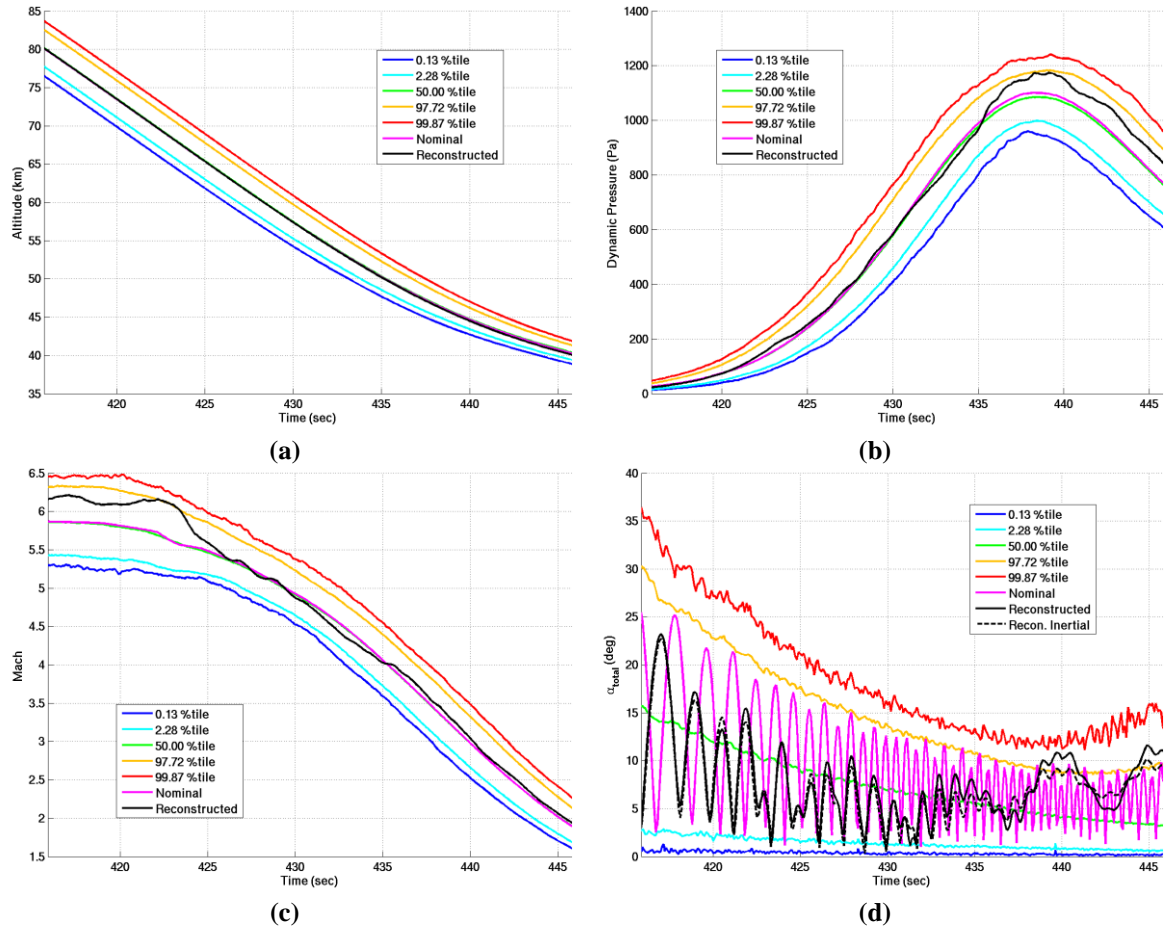 85
80
75
70
65
60
55
50
45
40
35
Altitude (km)
420 425 430 435 440 445
Time (sec)
0.13 %tile
2.28 %tile
50.00 %tile
97.72 %tile
99.87 %tile
Nominal
Reconstructed
(a)
1400
1200
1000
800
600
400
200
0
Dynamic Pressure (Pa)
420 425 430 435 440 445
Time (sec)
0.13 %tile
2.28 %tile
50.00 %tile
97.72 %tile
99.87 %tile
Nominal
Reconstructed
(b)
6.5
6
5.5
5
4.5
4
3.5
3
2.5
2
1.5
Mach
420 425 430 435 440 445
Time (sec)
0.13 %tile
2.28 %tile
50.00 %tile
97.72 %tile
99.87 %tile
Nominal
Reconstructed
(c)
40
35
30
25
20
15
10
5
0
α_total (deg)
420 425 430 435 440 445
Time (sec)
0.13 %tile
2.28 %tile
50.00 %tile
97.72 %tile
99.87 %tile
Nominal
Reconstructed
Recon. Inertial
(d)